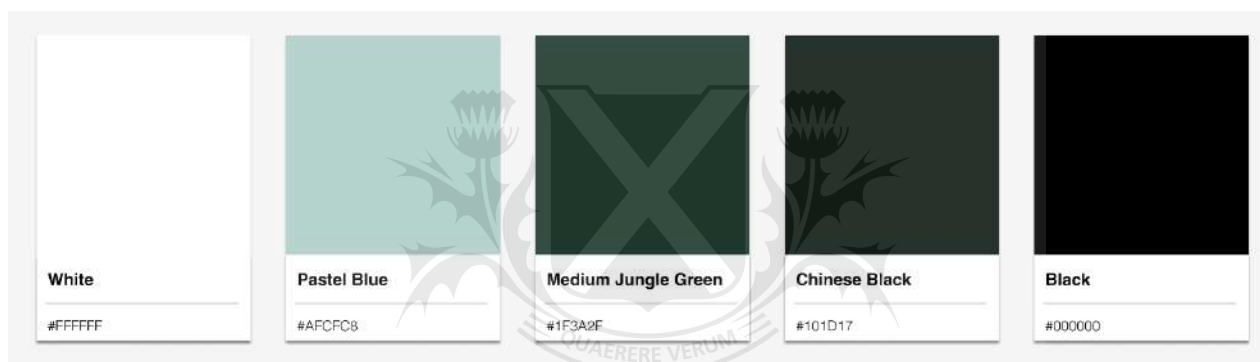 White
Pastel Blue
Medium Jungle Green
Chinese Black
Black
#FFFFFF
#AFCFC8
#1F3A2F
#101D17
#000000
QUAERERE VERUM